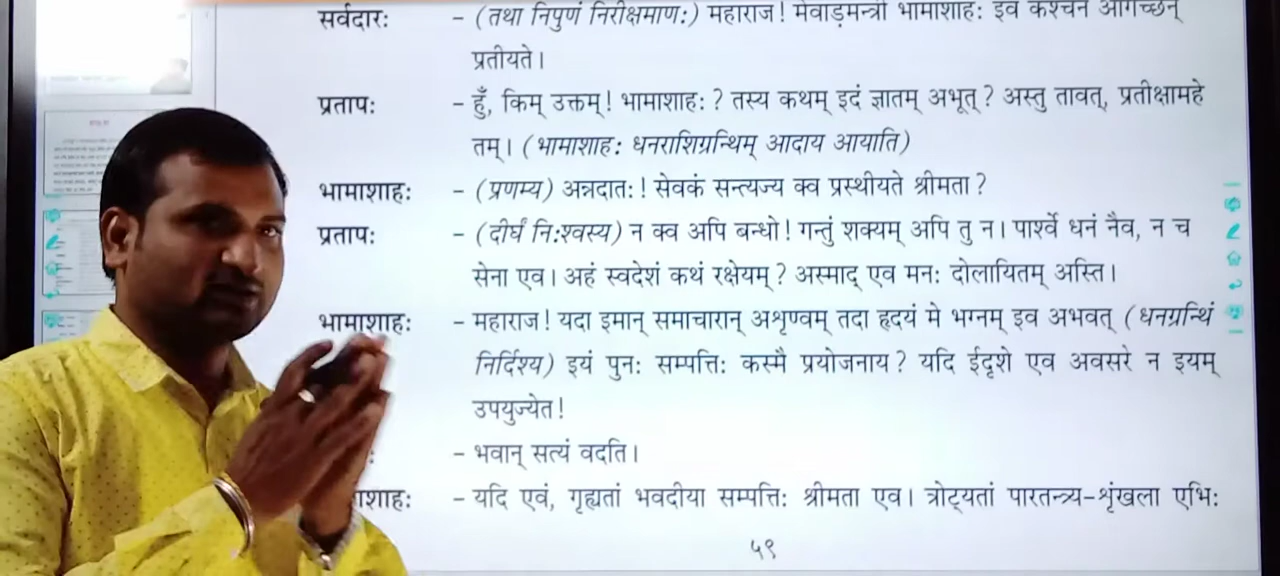 सर्वदारः - (तथा निपुणं निरीक्षमाणः) महाराज! मेवाड़मन्त्री भामाशाहः इव कश्चन आगच्छन्
प्रतीयते।
प्रतापः - हुँ, किम् उक्तम्! भामाशाहः? तस्य कथम् इदं ज्ञातम् अभूत्? अस्तु तावत्, प्रतीक्षामहे
तम्। (भामाशाहः धनराशिग्रन्थिम् आदाय आयाति)
भामाशाहः - (प्रणम्य) अन्नदातः! सेवकं सन्त्यज्य क्व प्रस्थीयते श्रीमता?
प्रतापः - (दीर्घं निःश्वस्य) न क्व अपि बन्धो! गन्तुं शक्यम् अपि तु न। पार्श्वे धनं नैव, न च
सेना एव। अहं स्वदेशं कथं रक्षेयम्? अस्माद् एव मनः दोलायितम् अस्ति।
भामाशाहः - महाराज! यदा इमान् समाचारान् अशृण्वम् तदा हृदयं मे भग्नम् इव अभवत् (धनग्रन्थिं
निर्दिश्य) इयं पुनः सम्पत्तिः कस्मै प्रयोजनाय? यदि ईदृशे एव अवसरे न इयम्
उपयुज्येत!
- भवान् सत्यं वदति।
शाहः - यदि एवं, गृह्यतां भवदीया सम्पत्तिः श्रीमता एव। त्रोट्यतां पारतन्त्र्य-शृंखला एभिः
५९